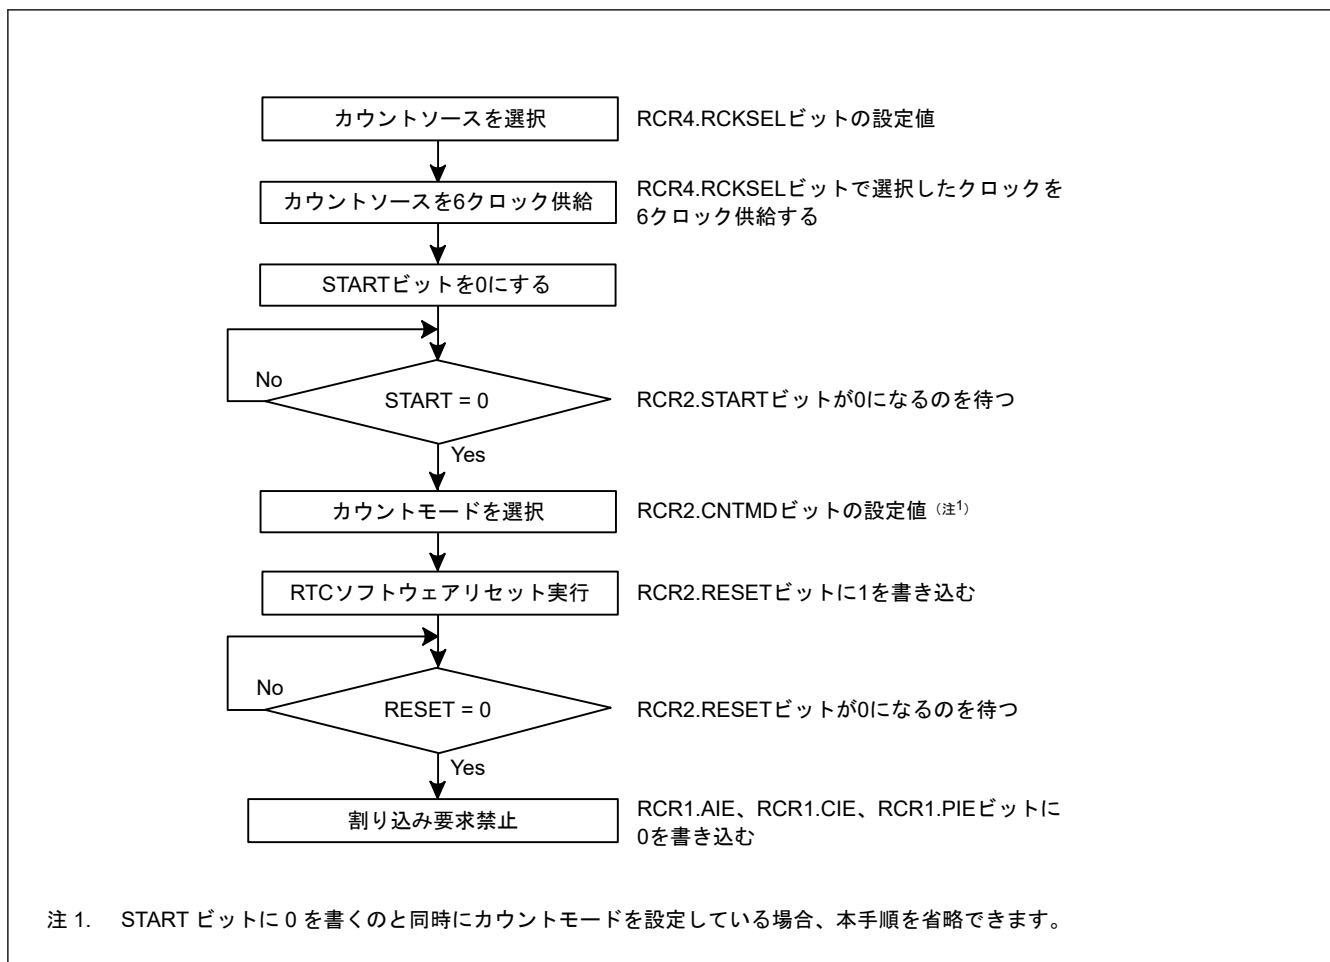 カウントソースを選択
RCR4.RCKSELビットの設定値
カウントソースを6クロック供給
RCR4.RCKSELビットで選択したクロックを
6クロック供給する
STARTビットを0にする
No
START = 0
RCR2.STARTビットが0になるのを待つ
Yes
カウントモードを選択
RCR2.CNTMDビットの設定値（注1）
RTCソフトウェアリセット実行
RCR2.RESETビットに1を書き込む
No
RESET = 0
RCR2.RESETビットが0になるのを待つ
Yes
割り込み要求禁止
RCR1.AIE、RCR1.CIE、RCR1.PIEビットに
0を書き込む
注 1. START ビットに 0 を書くのと同時にカウントモードを設定している場合、本手順を省略できます。